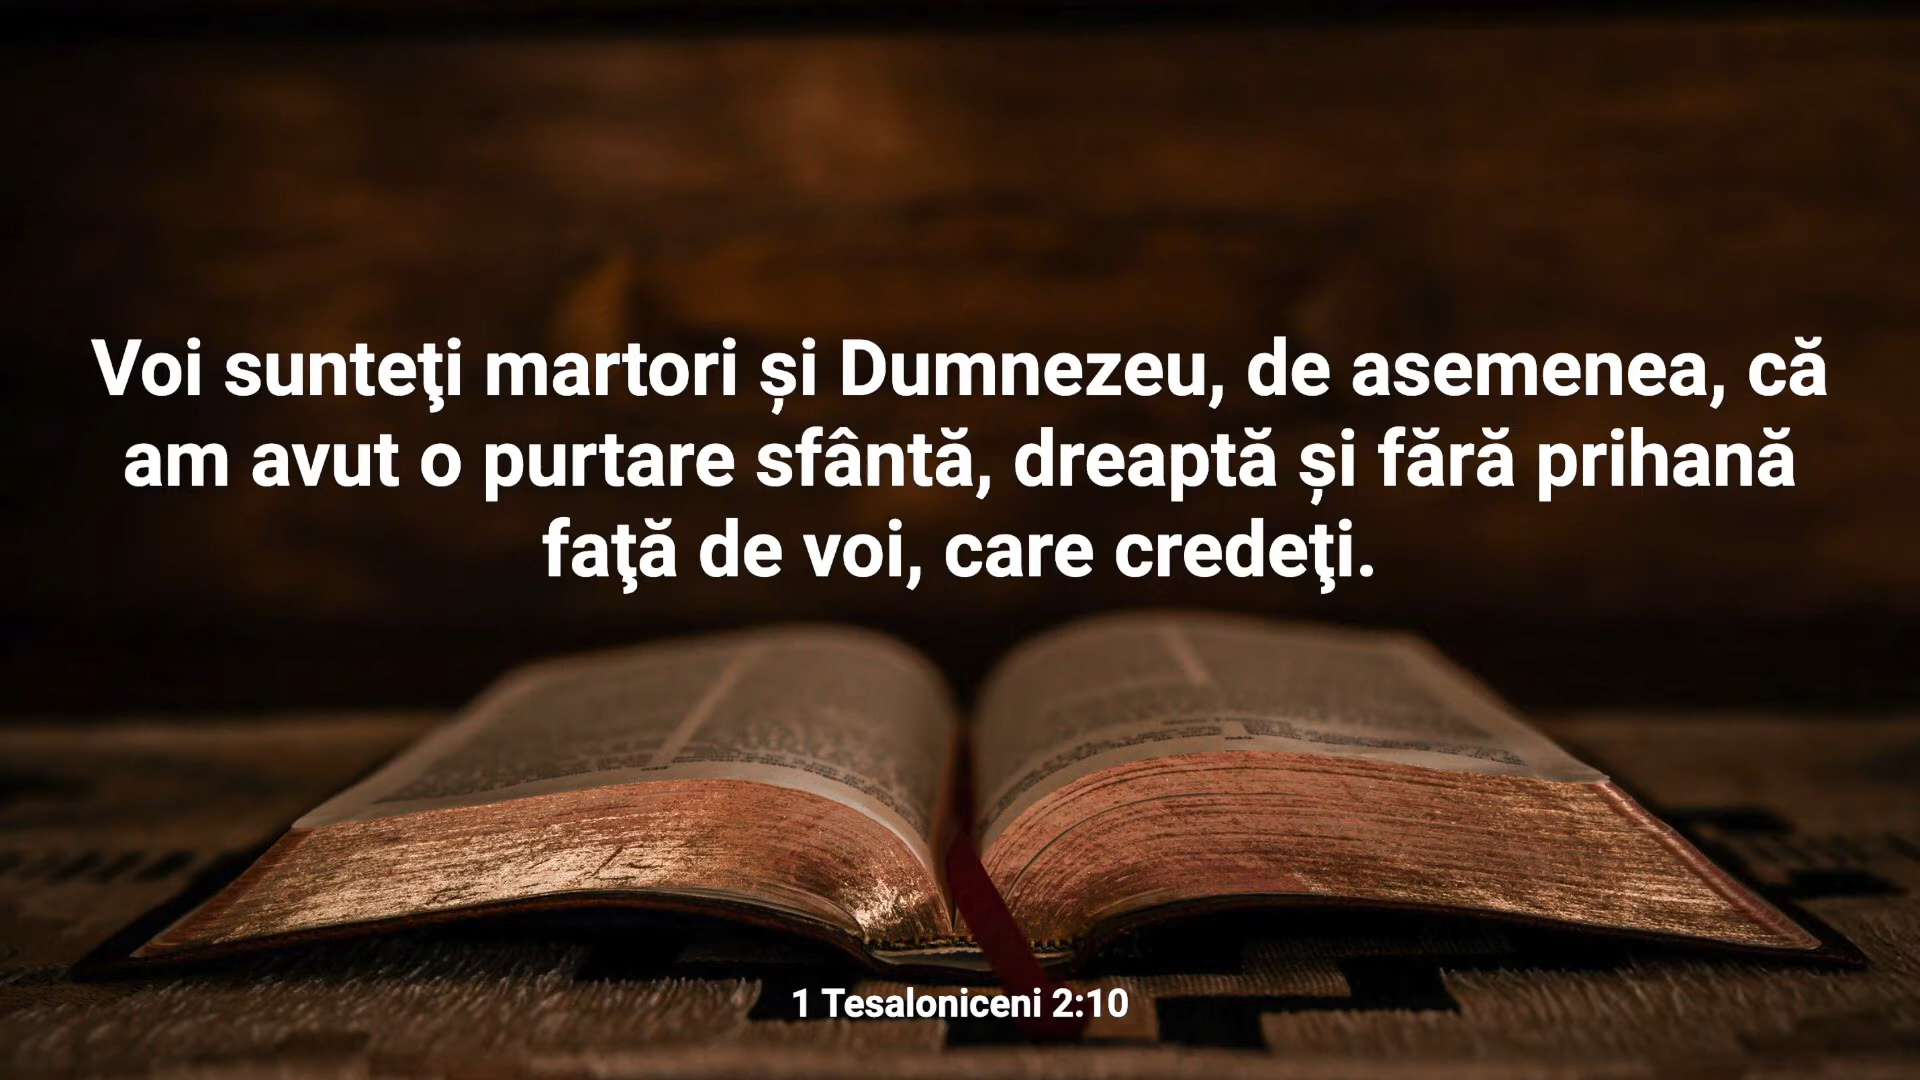 Voi sunteţi martori și Dumnezeu, de asemenea, că
am avut o purtare sfântă, dreaptă și fără prihană
faţă de voi, care credeţi.
1 Tesaloniceni 2:10